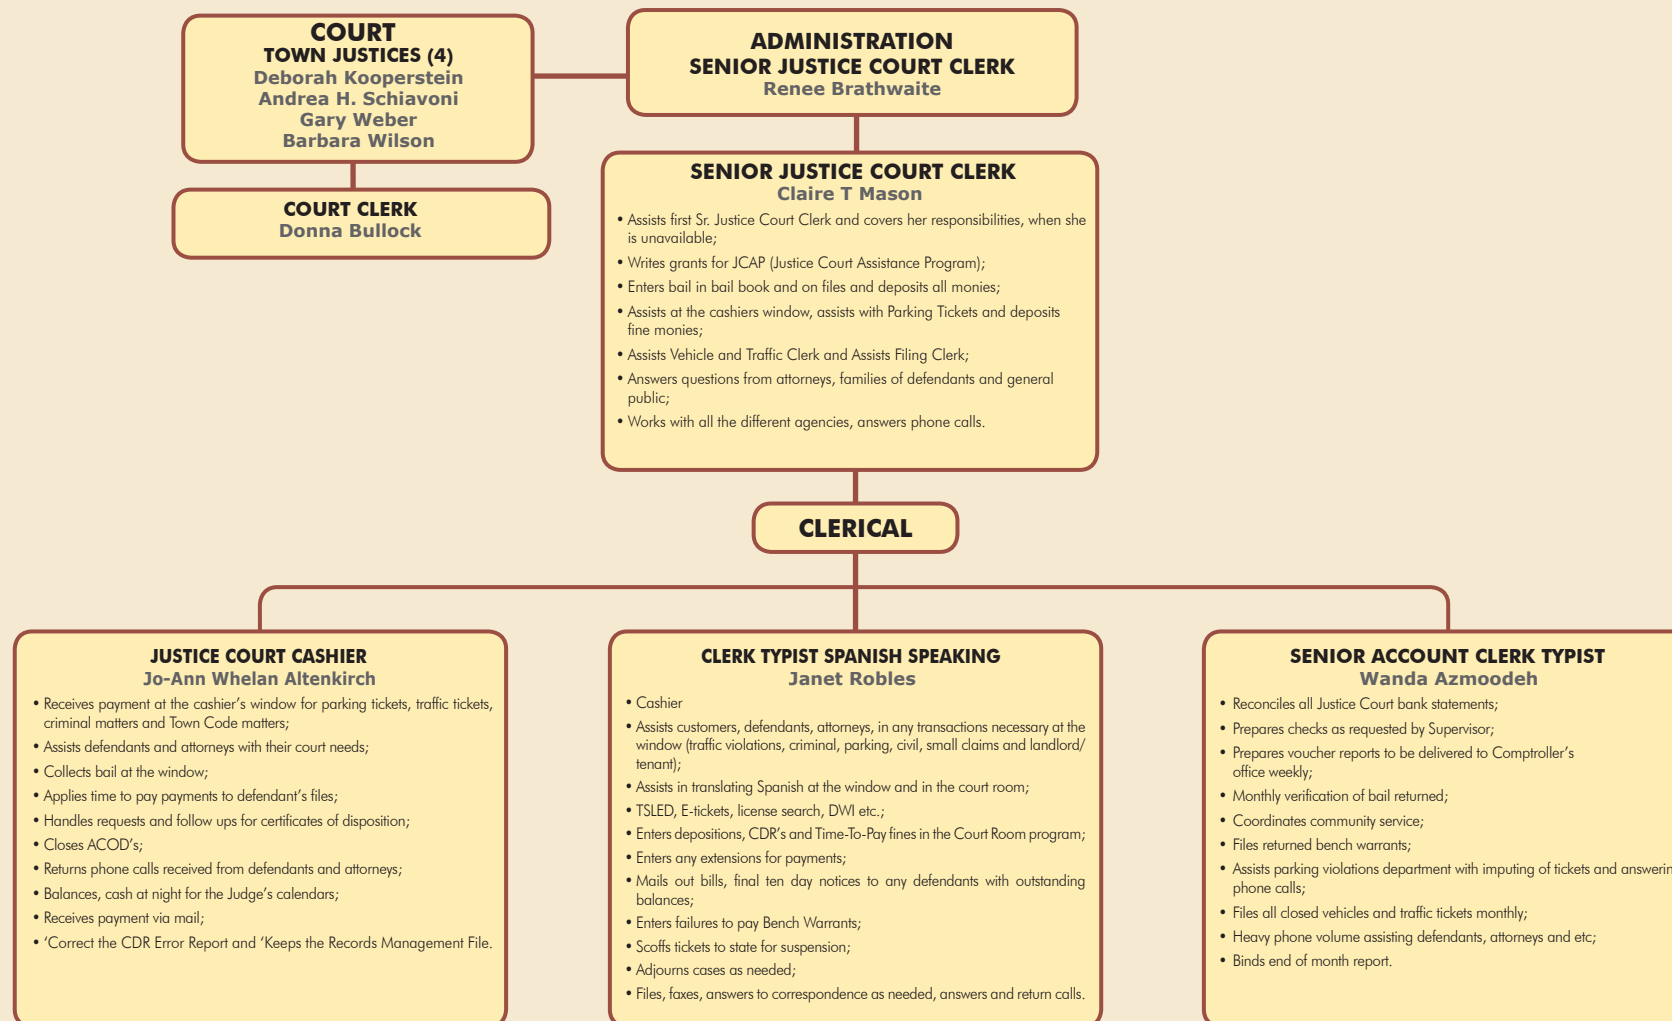 COURT
TOWN JUSTICES (4)
Deborah Kooperstein
Andrea H. Schiavoni
Gary Weber
Barbara Wilson
ADMINISTRATION
SENIOR JUSTICE COURT CLERK
Renee Brathwaite
COURT CLERK
Donna Bullock
SENIOR JUSTICE COURT CLERK
Claire T Mason
• Assists first Sr. Justice Court Clerk and covers her responsibilities, when she
is unavailable;
• Writes grants for JCAP (Justice Court Assistance Program);
• Enters bail in bail book and on files and deposits all monies;
• Assists at the cashiers window, assists with Parking Tickets and deposits
fine monies;
• Assists Vehicle and Traffic Clerk and Assists Filing Clerk;
• Answers questions from attorneys, families of defendants and general
public;
• Works with all the different agencies, answers phone calls.
CLERICAL
JUSTICE COURT CASHIER
Jo-Ann Whelan Altenkirch
• Receives payment at the cashier's window for parking tickets, traffic tickets,
criminal matters and Town Code matters;
• Assists defendants and attorneys with their court needs;
• Collects bail at the window;
• Applies time to pay payments to defendant's files;
• Handles requests and follow ups for certificates of disposition;
• Closes ACOD's;
• Returns phone calls received from defendants and attorneys;
• Balances, cash at night for the Judge's calendars;
• Receives payment via mail;
• 'Correct the CDR Error Report and 'Keeps the Records Management File.
CLERK TYPIST SPANISH SPEAKING
Janet Robles
• Cashier
• Assists customers, defendants, attorneys, in any transactions necessary at the
window (traffic violations, criminal, parking, civil, small claims and landlord/
tenant);
• Assists in translating Spanish at the window and in the court room;
• TSLED, E-tickets, license search, DWI etc.;
• Enters depositions, CDR's and Time-To-Pay fines in the Court Room program;
• Enters any extensions for payments;
• Mails out bills, final ten day notices to any defendants with outstanding
balances;
• Enters failures to pay Bench Warrants;
• Scoffs tickets to state for suspension;
• Adjourns cases as needed;
• Files, faxes, answers to correspondence as needed, answers and return calls.
SENIOR ACCOUNT CLERK TYPIST
Wanda Azmoodeh
• Reconciles all Justice Court bank statements;
• Prepares checks as requested by Supervisor;
• Prepares voucher reports to be delivered to Comptroller's
office weekly;
• Monthly verification of bail returned;
• Coordinates community service;
• Files returned bench warrants;
• Assists parking violations department with imputing of tickets and answerin
phone calls;
• Files all closed vehicles and traffic tickets monthly;
• Heavy phone volume assisting defendants, attorneys and etc;
• Binds end of month report.